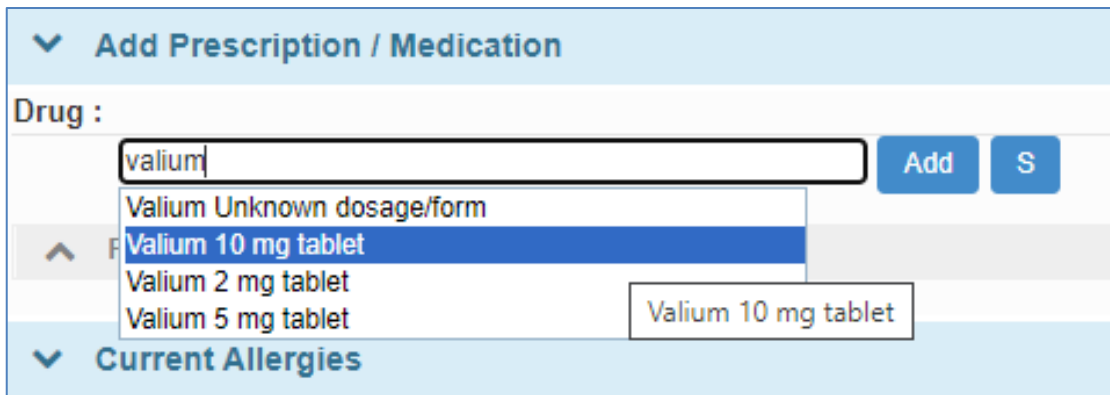 Add Prescription / Medication
Drug :
valium
Add
S
Valium Unknown dosage/form
Valium 10 mg tablet
Valium 2 mg tablet
Valium 5 mg tablet
Valium 10 mg tablet
Current Allergies